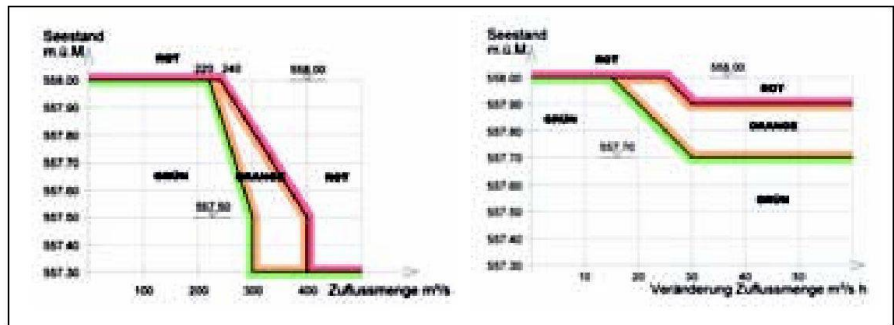 Seestand
m.ü.M.
ROT
220 240
558.00
558.00
557.90
557.80
557.70
557.60
557.50
557.40
557.30
GRÜN
ORANGE
ROT
557.50
100 200 300 400 Zuflussmenge m³/s
Seestand
m.ü.M.
ROT
558.00
558.00
557.90
557.80
557.70
557.60
557.50
557.40
557.30
ROT
GRÜN
ORANGE
557.70
GRÜN
10 20 30 40 50
Veränderung Zuflussmenge m³/s h